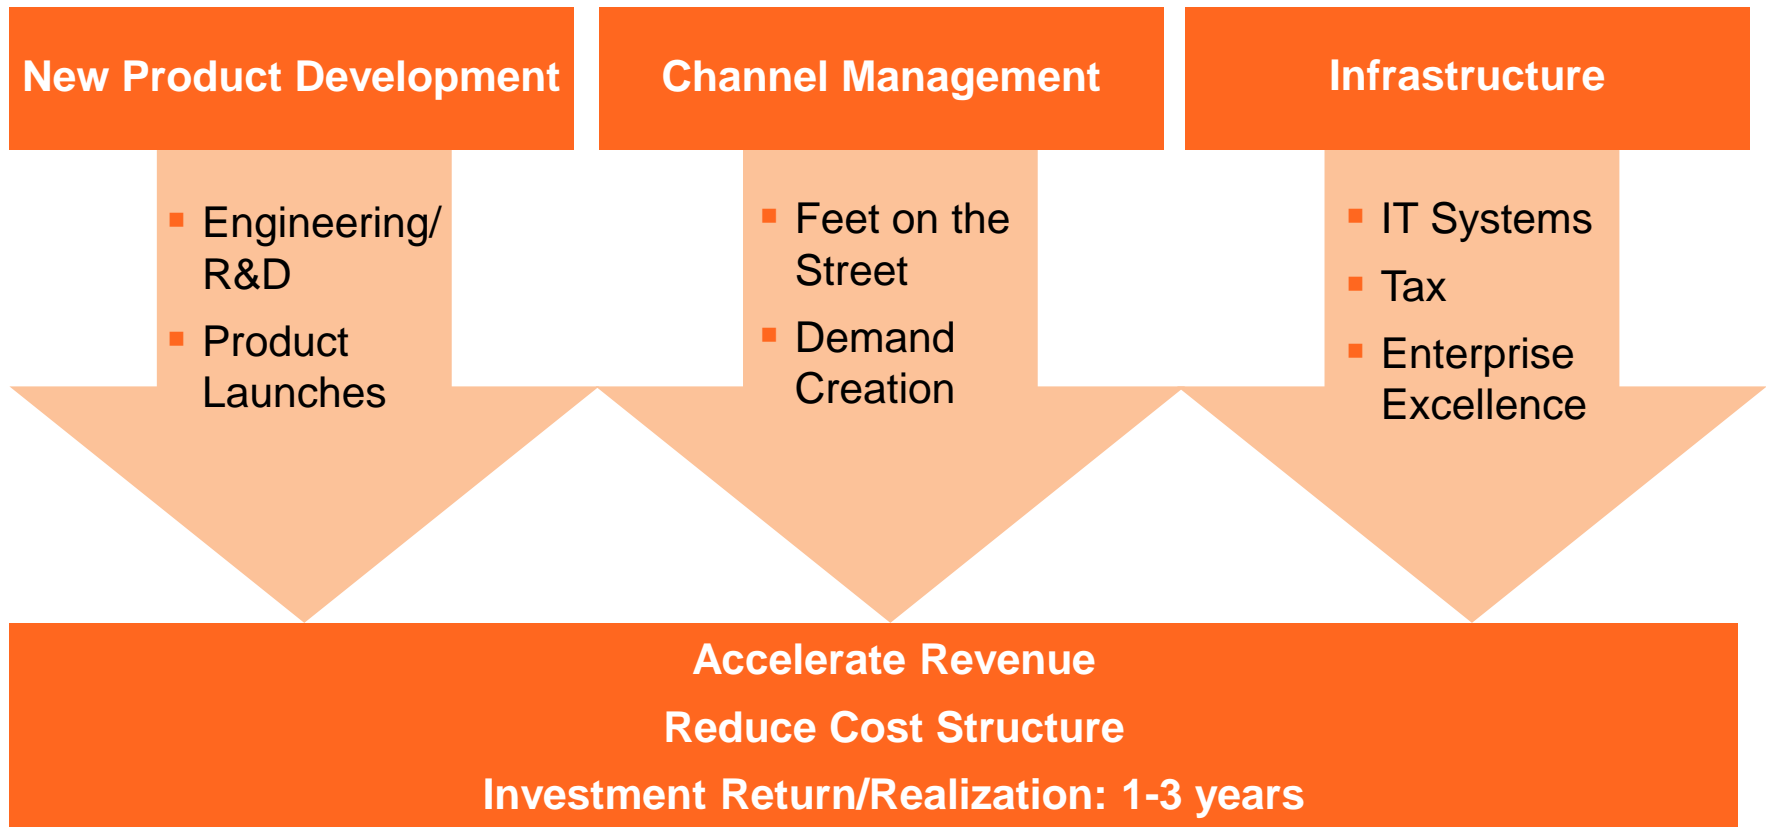 New Product Development
Channel Management
Infrastructure
Engineering/
R&D
Product
Launches
Feet on the
Street
Demand
Creation
IT Systems
Tax
Enterprise
Excellence
Accelerate Revenue
Reduce Cost Structure
Investment Return/Realization: 1-3 years